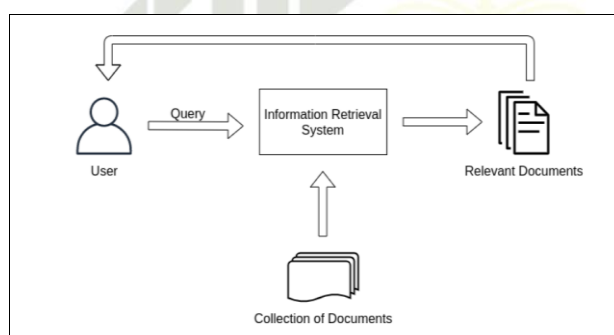 Query
Information Retrieval
System
User
Relevant Documents
Collection of Documents